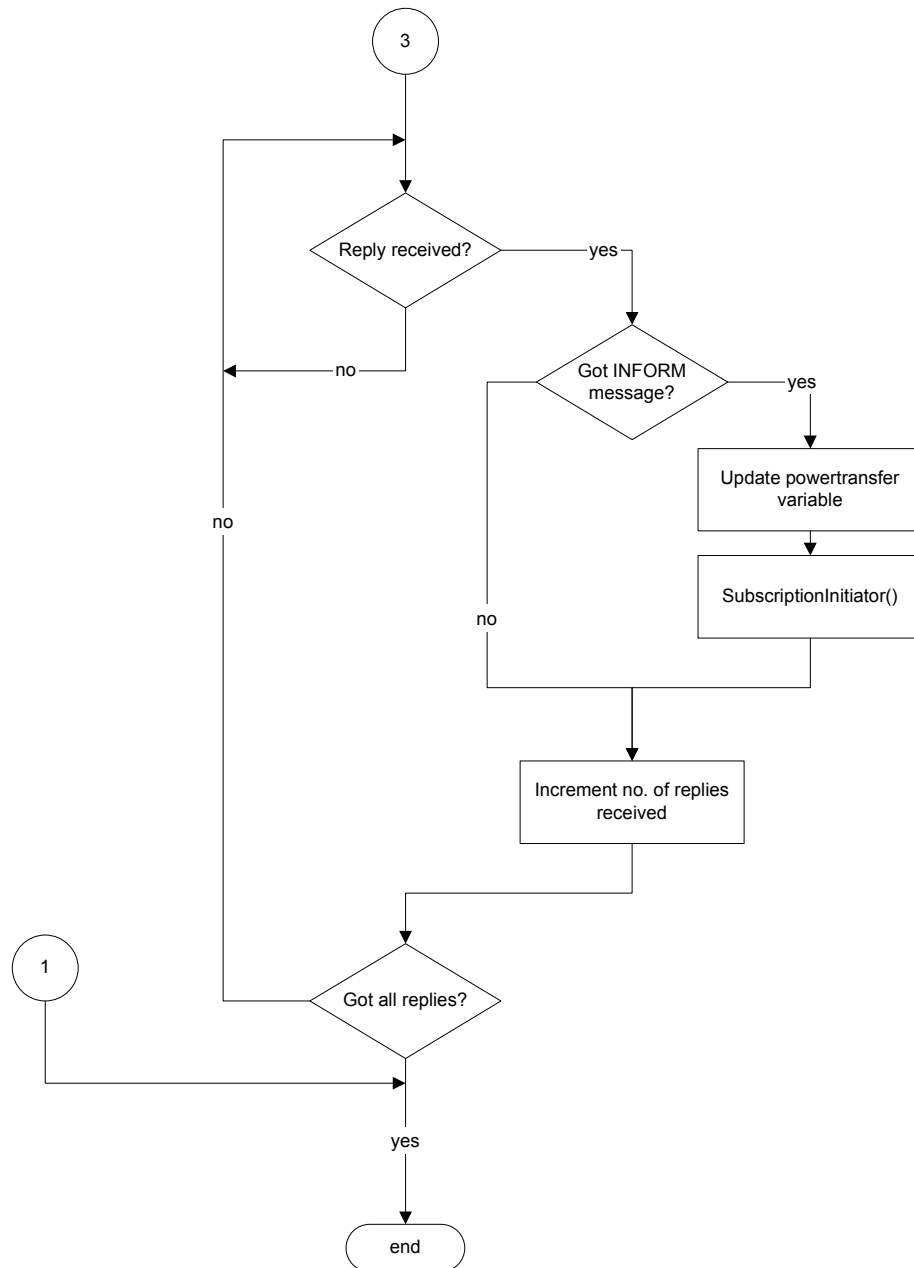 3
Reply received?
yes
no
Got INFORM
message?
yes
Update powertransfer
variable
no
SubscriptionInitiator()
no
Increment no. of replies
received
1
Got all replies?
yes
end